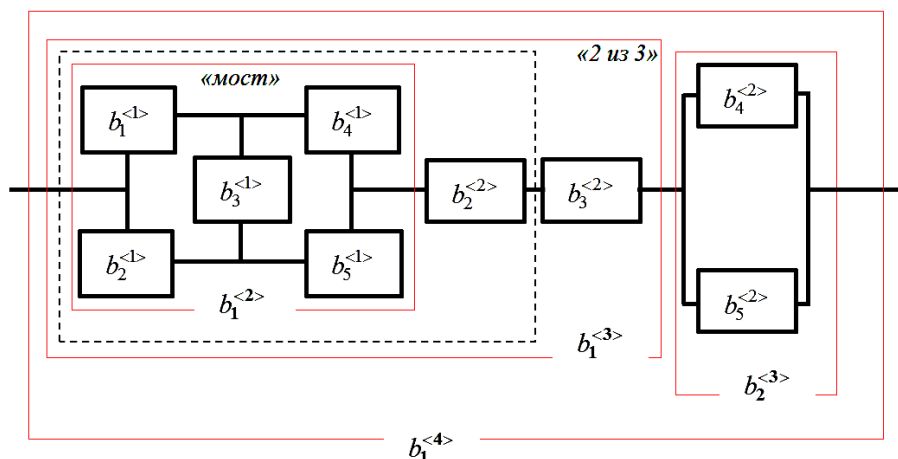 «2 из 3»
«мост»
b₁^<1>
b₄^<1>
b₄^<2>
b₃^<1>
b₂^<2>
b₃^<2>
b₂^<1>
b₅^<1>
b₅^<2>
b₁^<2>
b₁^<3>
b₂^<3>
b₁^<4>